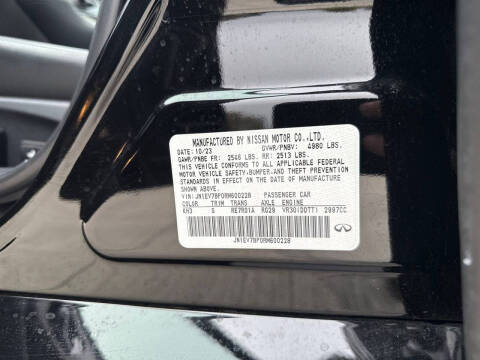 MANUFACTURED BY NISSAN MOTOR CO.,LTD.
DATE: 10/23 GVWR/PNBV: 4980 LBS.
GAWR/PNBE FR: 2546 LBS. RR: 2513 LBS.
THIS VEHICLE CONFORMS TO ALL APPLICABLE FEDERAL
MOTOR VEHICLE SAFETY, BUMPER, AND THEFT PREVENTION
STANDARDS IN EFFECT ON THE DATE OF MANUFACTURE
SHOWN ABOVE.
VIN: JN1EV7BP0RM600228 PASSENGER CAR
COLOR TRIM TRANS AXLE ENGINE
KH3 G RE7R01A RG29 VR30(DDTT) 2997CC
JN1EV7BP0RM600228